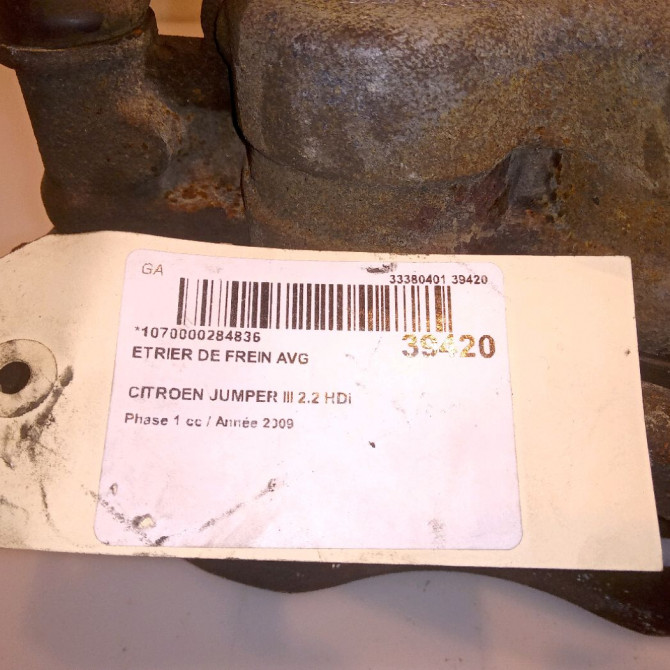 GA
33380401 39420
*1070000284836
39420
ETRIER DE FREIN AVG
CITROEN JUMPER III 2.2 HDi
Phase 1 cc / Année 2009